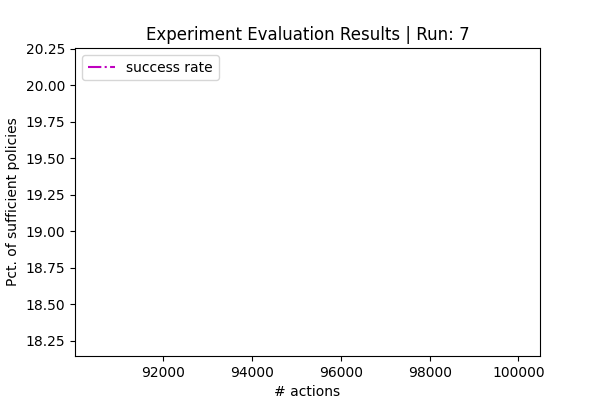 Experiment Evaluation Results | Run: 7
success rate
Pct. of sufficient policies
20.25
20.00
19.75
19.50
19.25
19.00
18.75
18.50
18.25
92000 94000 96000 98000 100000
# actions